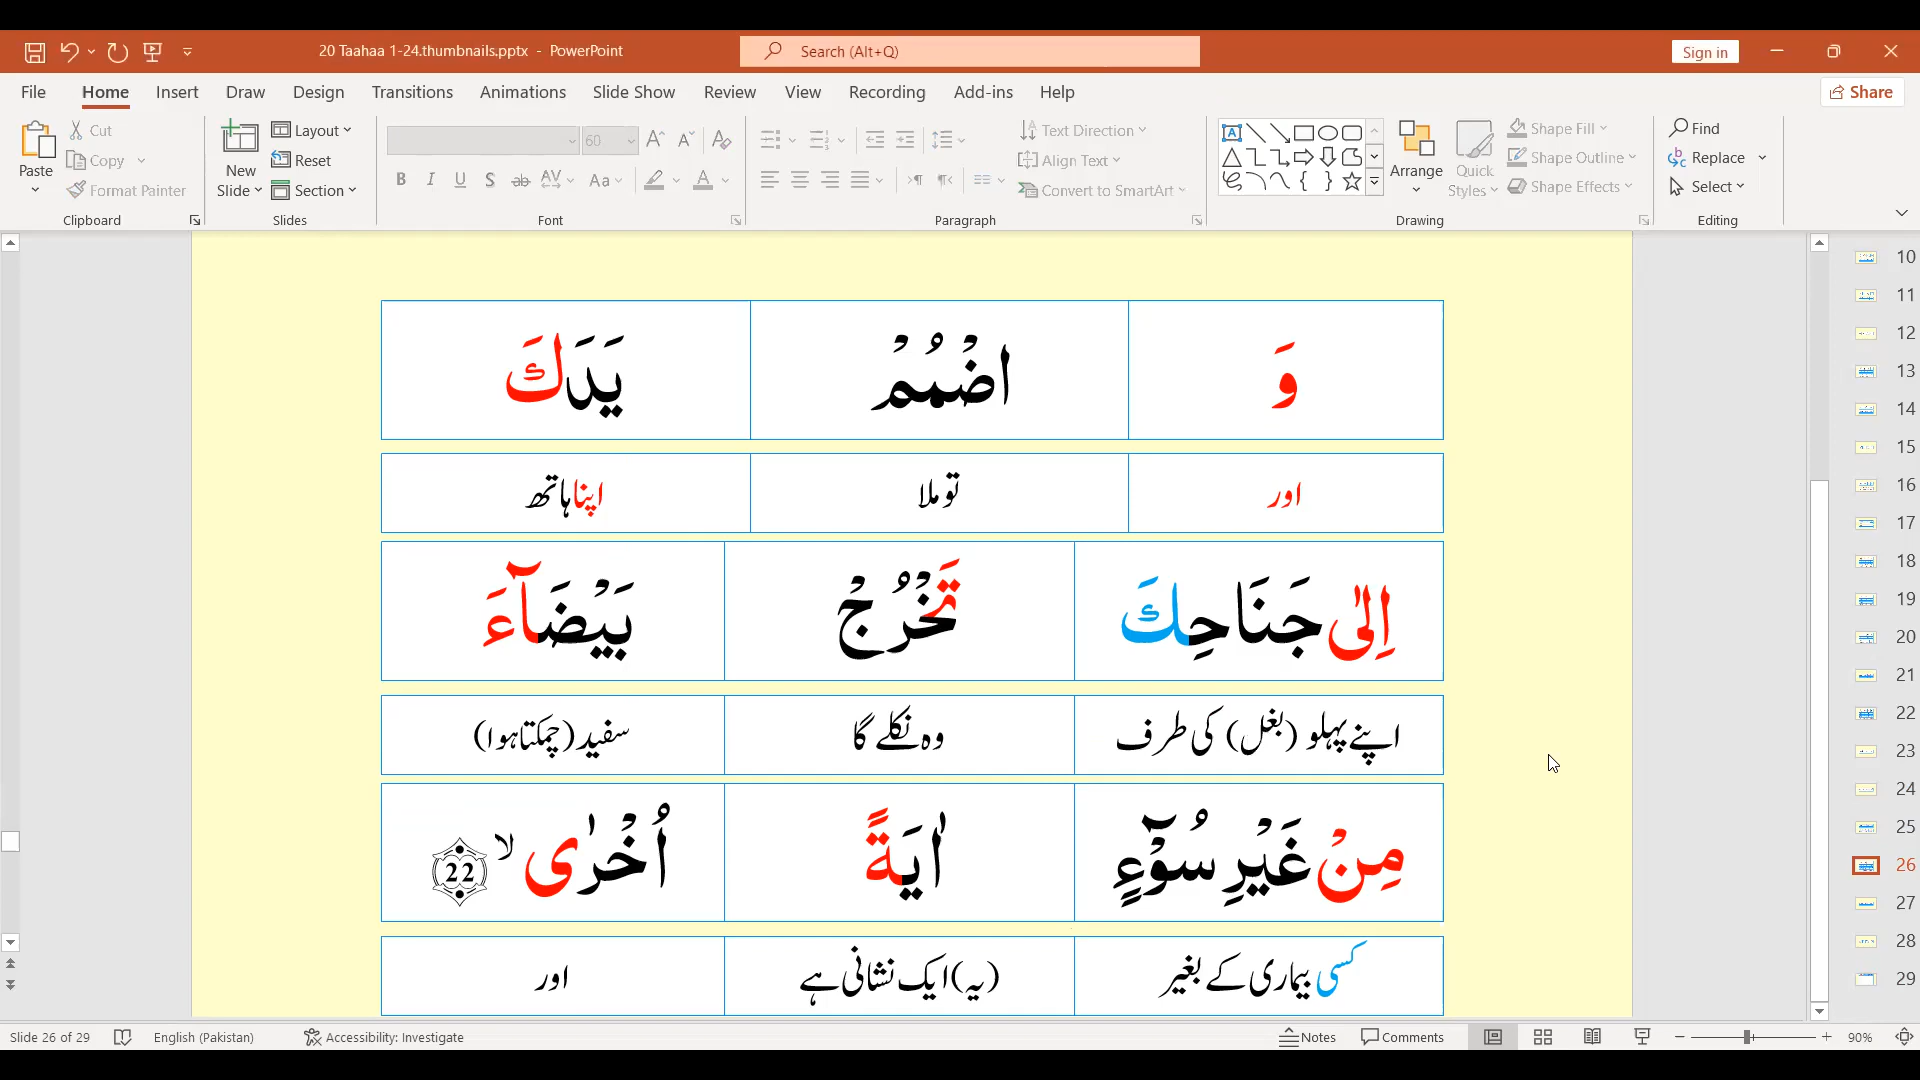 20 Taahaa 1-24.thumbnails.pptx - PowerPoint
Search (Alt+Q)
Sign in
File Home Insert Draw Design Transitions Animations Slide Show Review View Recording Add-ins Help
Share
Paste
Cut
Copy
Format Painter
Clipboard
New Slide
Layout
Reset
Section
Slides
60
Font
Text Direction
Align Text
Convert to SmartArt
Paragraph
Arrange
Quick Styles
Shape Fill
Shape Outline
Shape Effects
Drawing
Find
Replace
Select
Editing
وَ اضْمُمْ يَدَكَ
اور تو ملا اپنا ہاتھ
اِلٰى جَنَاحِكَ تَخْرُجْ بَيْضَآءَ
اپنے پہلو (بغل) کی طرف وہ نکلے گا سفید (چمکتا ہوا)
مِنْ غَيْرِ سُوْٓءٍ اٰيَةً اُخْرٰى ۙ 22
کسی بیماری کے بغیر (یہ) ایک نشانی ہے اور
10
11
12
13
14
15
16
17
18
19
20
21
22
23
24
25
26
27
28
29
Slide 26 of 29 English (Pakistan) Accessibility: Investigate Notes Comments 90%